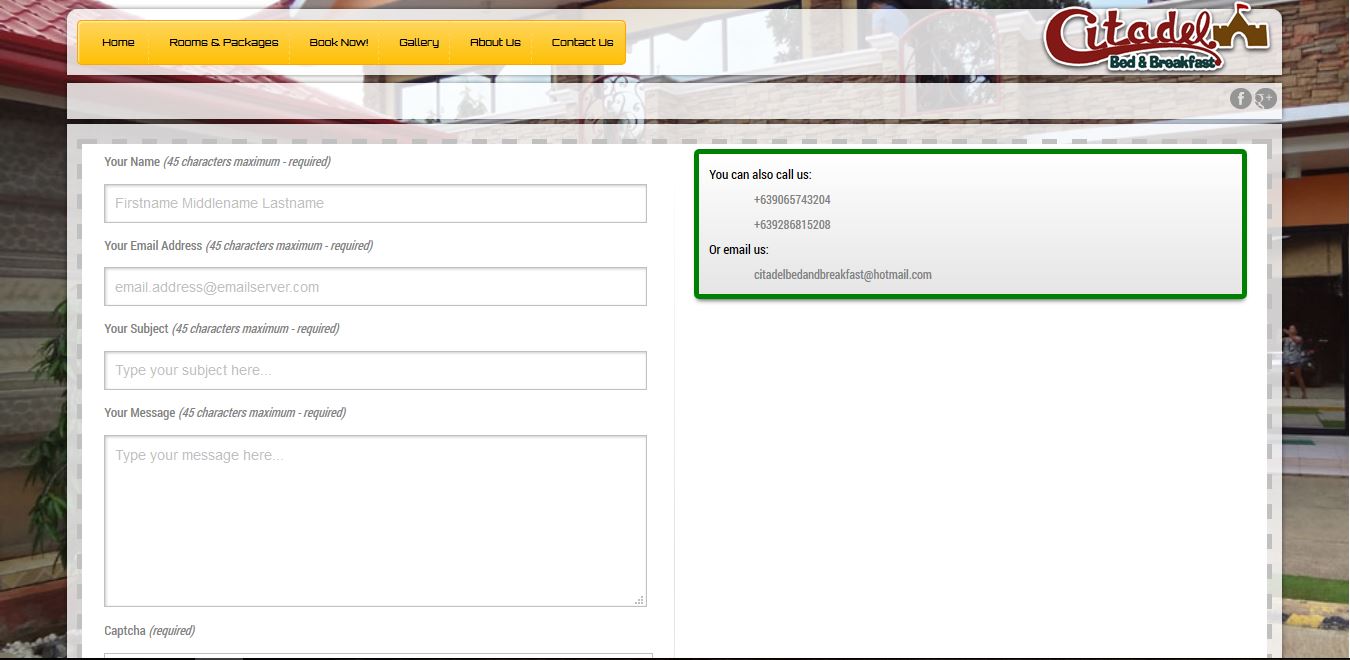 Home
Rooms & Packages
Book Now!
Gallery
About Us
Contact Us
Citadel
Bed & Breakfast
f
g+
Your Name (45 characters maximum - required)
Firstname Middlename Lastname
Your Email Address (45 characters maximum - required)
email.address@emailserver.com
Your Subject (45 characters maximum - required)
Type your subject here...
Your Message (45 characters maximum - required)
Type your message here...
Captcha (required)
You can also call us:
+639065743204
+639286815208
Or email us:
citadelbedandbreakfast@hotmail.com